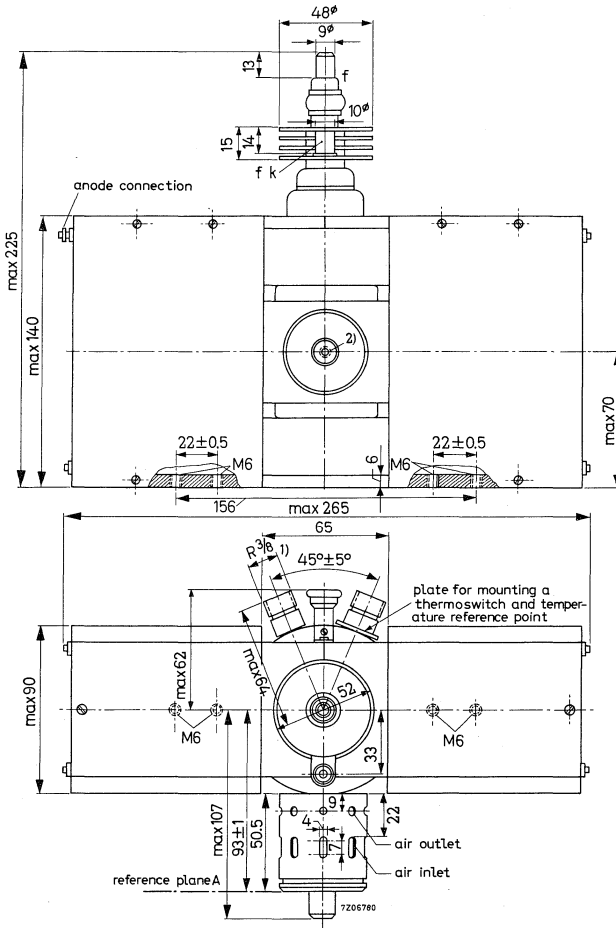 48ø
9ø
13
f
10ø
15
14
f k
anode connection
max 225
max 140
2)
max 70
22±0.5
M6
6
22±0.5
M6
156
max 265
65
R 3/8 1)
45°±5°
plate for mounting a
thermoswitch and temper-
ature reference point
max 62
max 64
max 90
52
M6
M6
33
max 107
93±1
50.5
9
22
4
7
air outlet
air inlet
reference plane A
7Z06780